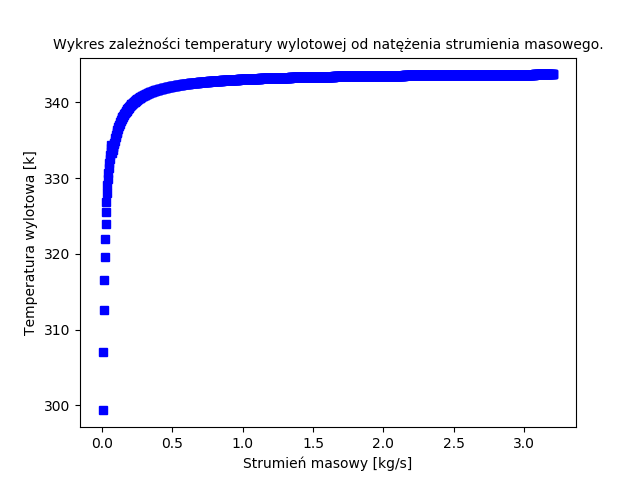 Wykres zależności temperatury wylotowej od natężenia strumienia masowego.
Temperatura wylotowa [k]
340
330
320
310
300
0.0 0.5 1.0 1.5 2.0 2.5 3.0
Strumień masowy [kg/s]